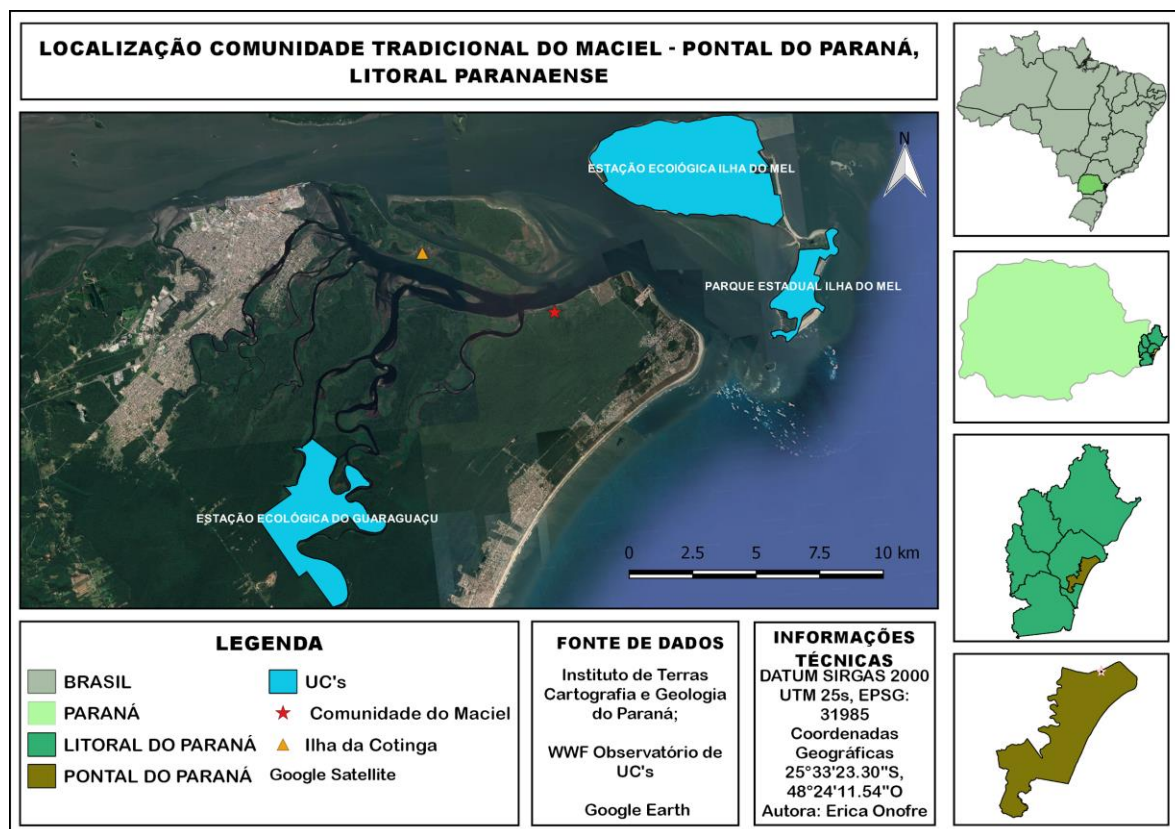 LOCALIZAÇÃO COMUNIDADE TRADICIONAL DO MACIEL - PONTAL DO PARANÁ,
LITORAL PARANAENSE
N
ESTAÇÃO ECOlÓGICA ILHA DO MEL
PARQUE ESTADUAL ILHA DO MEL
ESTAÇÃO ECOLÓGICA DO GUARAGUAÇU
0 2.5 5 7.5 10 km
LEGENDA
BRASIL
PARANÁ
LITORAL DO PARANÁ
PONTAL DO PARANÁ
UC's
Comunidade do Maciel
Ilha da Cotinga
Google Satellite
FONTE DE DADOS
Instituto de Terras
Cartografia e Geologia
do Paraná;
WWF Observatório de
UC's
Google Earth
INFORMAÇÕES
TÉCNICAS
DATUM SIRGAS 2000
UTM 25s, EPSG:
31985
Coordenadas
Geográficas
25°33'23.30"S,
48°24'11.54"O
Autora: Erica Onofre